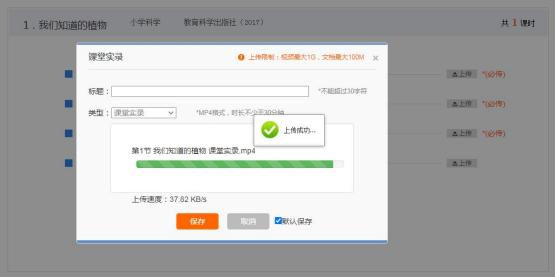 1．我们知道的植物 小学科学 教育科学出版社（2017） 共 1 课时
课堂实录 上传限制：视频最大1G，文档最大100M ×
标题： *不能超过30字符
类型： 课堂实录 *MP4格式，时长不少于30分钟
上传成功...
第1节 我们知道的植物 课堂实录.mp4
上传速度：37.82 KB/s
保存 取消 默认保存
上传 *(必传)
上传 *(必传)
上传 *(必传)
上传